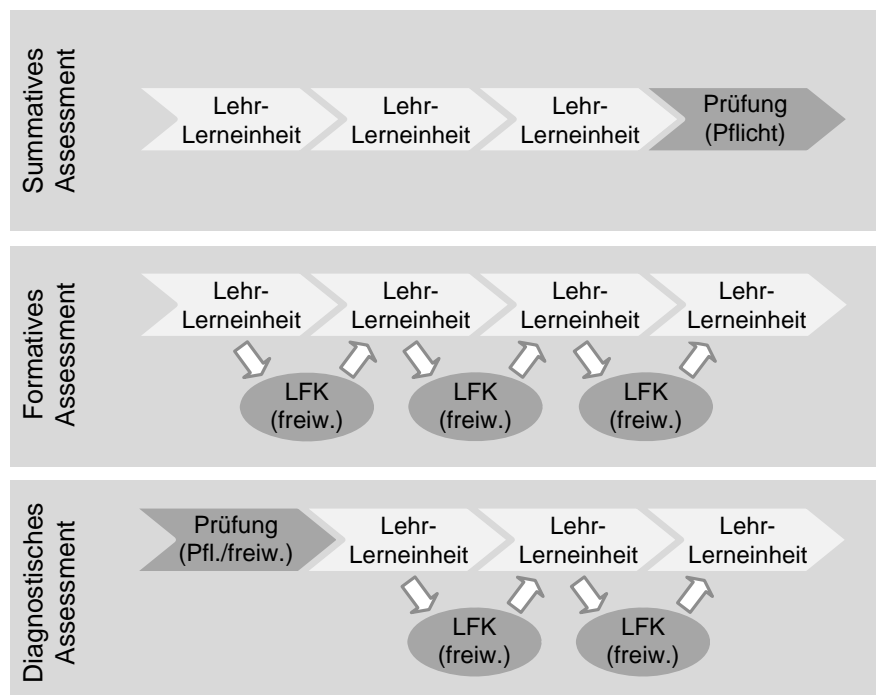 Summatives
Assessment
Lehr-
Lerneinheit
Lehr-
Lerneinheit
Lehr-
Lerneinheit
Prüfung
(Pflicht)
Formatives
Assessment
Lehr-
Lerneinheit
Lehr-
Lerneinheit
Lehr-
Lerneinheit
Lehr-
Lerneinheit
LFK
(freiw.)
LFK
(freiw.)
LFK
(freiw.)
Diagnostisches
Assessment
Prüfung
(Pfl./freiw.)
Lehr-
Lerneinheit
Lehr-
Lerneinheit
Lehr-
Lerneinheit
LFK
(freiw.)
LFK
(freiw.)